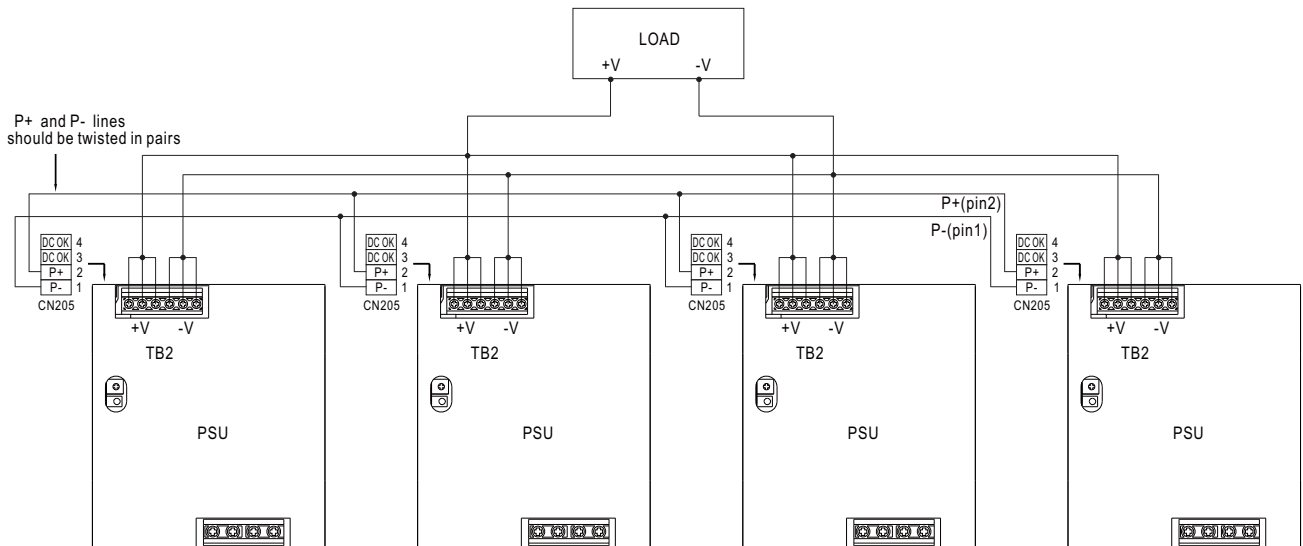 LOAD
+V -V
P+ and P- lines
should be twisted in pairs
P+(pin2)
P-(pin1)
DC OK 4
DC OK 3
P+ 2
P- 1
CN205
DC OK 4
DC OK 3
P+ 2
P- 1
CN205
DC OK 4
DC OK 3
P+ 2
P- 1
CN205
DC OK 4
DC OK 3
P+ 2
P- 1
CN205
+V -V
TB2
PSU
+V -V
TB2
PSU
+V -V
TB2
PSU
+V -V
TB2
PSU